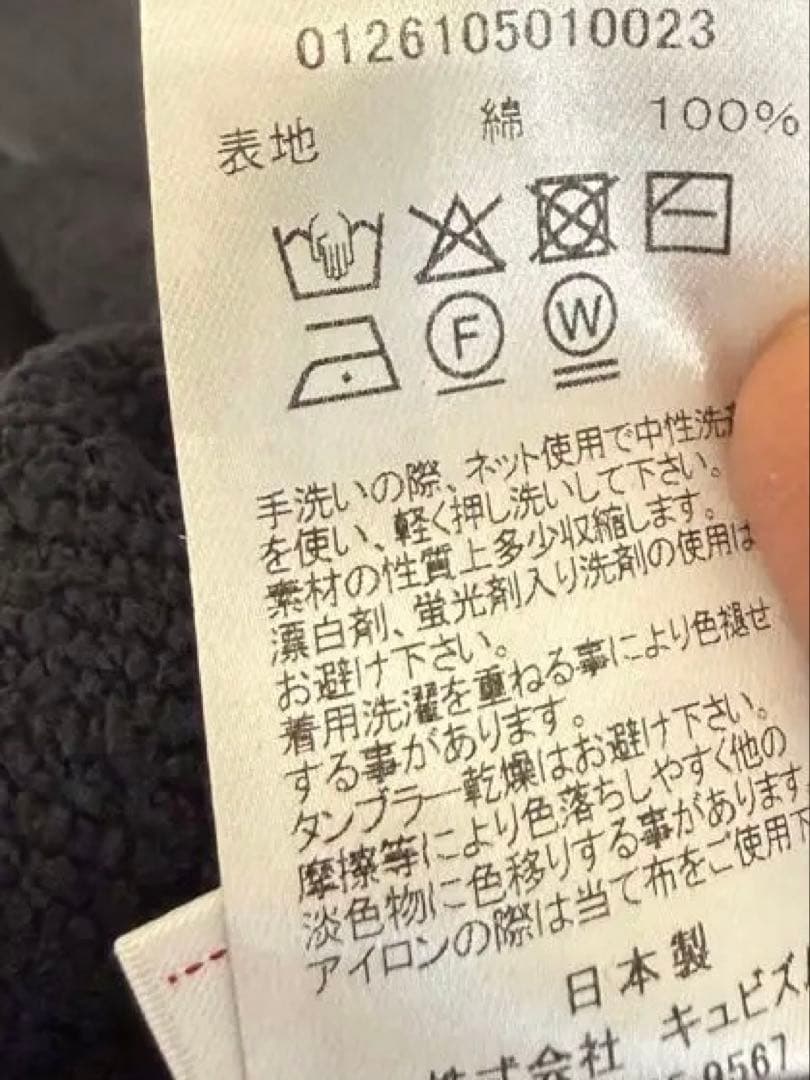 0126105010023
表地 綿 100%
F W
手洗いの際、ネット使用で中性洗剤
を使い、軽く押し洗いして下さい。
素材の性質上多少収縮します。
漂白剤、蛍光剤入り洗剤の使用は
お避け下さい。
着用洗濯を重ねる事により色褪せ
する事があります。
タンブラー乾燥はお避け下さい。
摩擦等により色落ちしやすく他の
淡色物に色移りする事があります
アイロンの際は当て布をご使用下
日本製
株式会社 キュビズム
9567